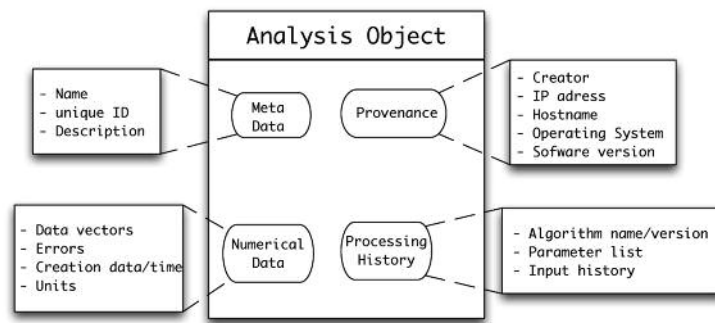 Analysis Object
- Name
- unique ID
- Description
Meta
Data
Provenance
- Creator
- IP adress
- Hostname
- Operating System
- Sofware version
- Data vectors
- Errors
- Creation data/time
- Units
Numerical
Data
Processing
History
- Algorithm name/version
- Parameter list
- Input history